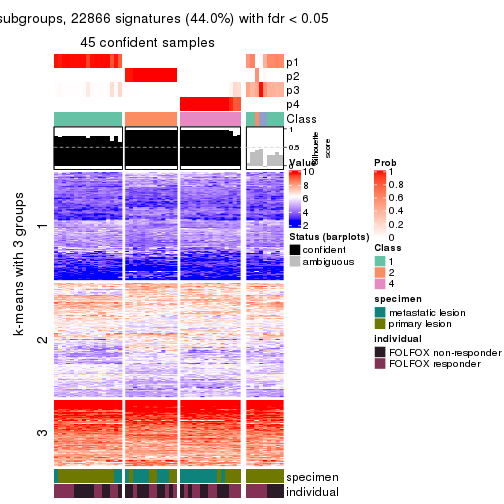 subgroups, 22866 signatures (44.0%) with fdr < 0.05
45 confident samples
p1
p2
p3
p4
Class
1
0.5
0
Silhouette
score
k-means with 3 groups
1
2
3
specimen
individual
Value
10
8
6
4
2
Status (barplots)
confident
ambiguous
Prob
1
0.8
0.6
0.4
0.2
0
Class
1
2
4
specimen
metastatic lesion
primary lesion
individual
FOLFOX non-responder
FOLFOX responder